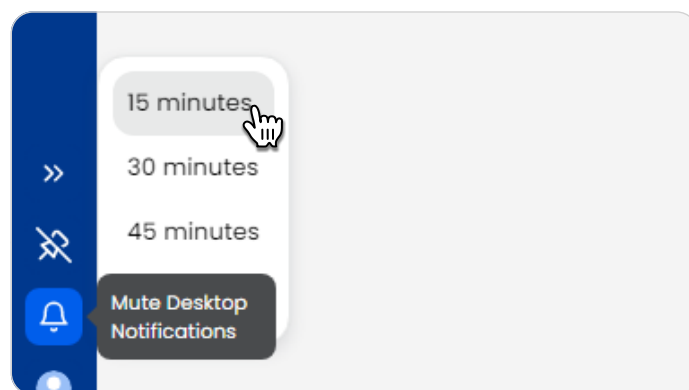 15 minutes
30 minutes
45 minutes
Mute Desktop
Notifications